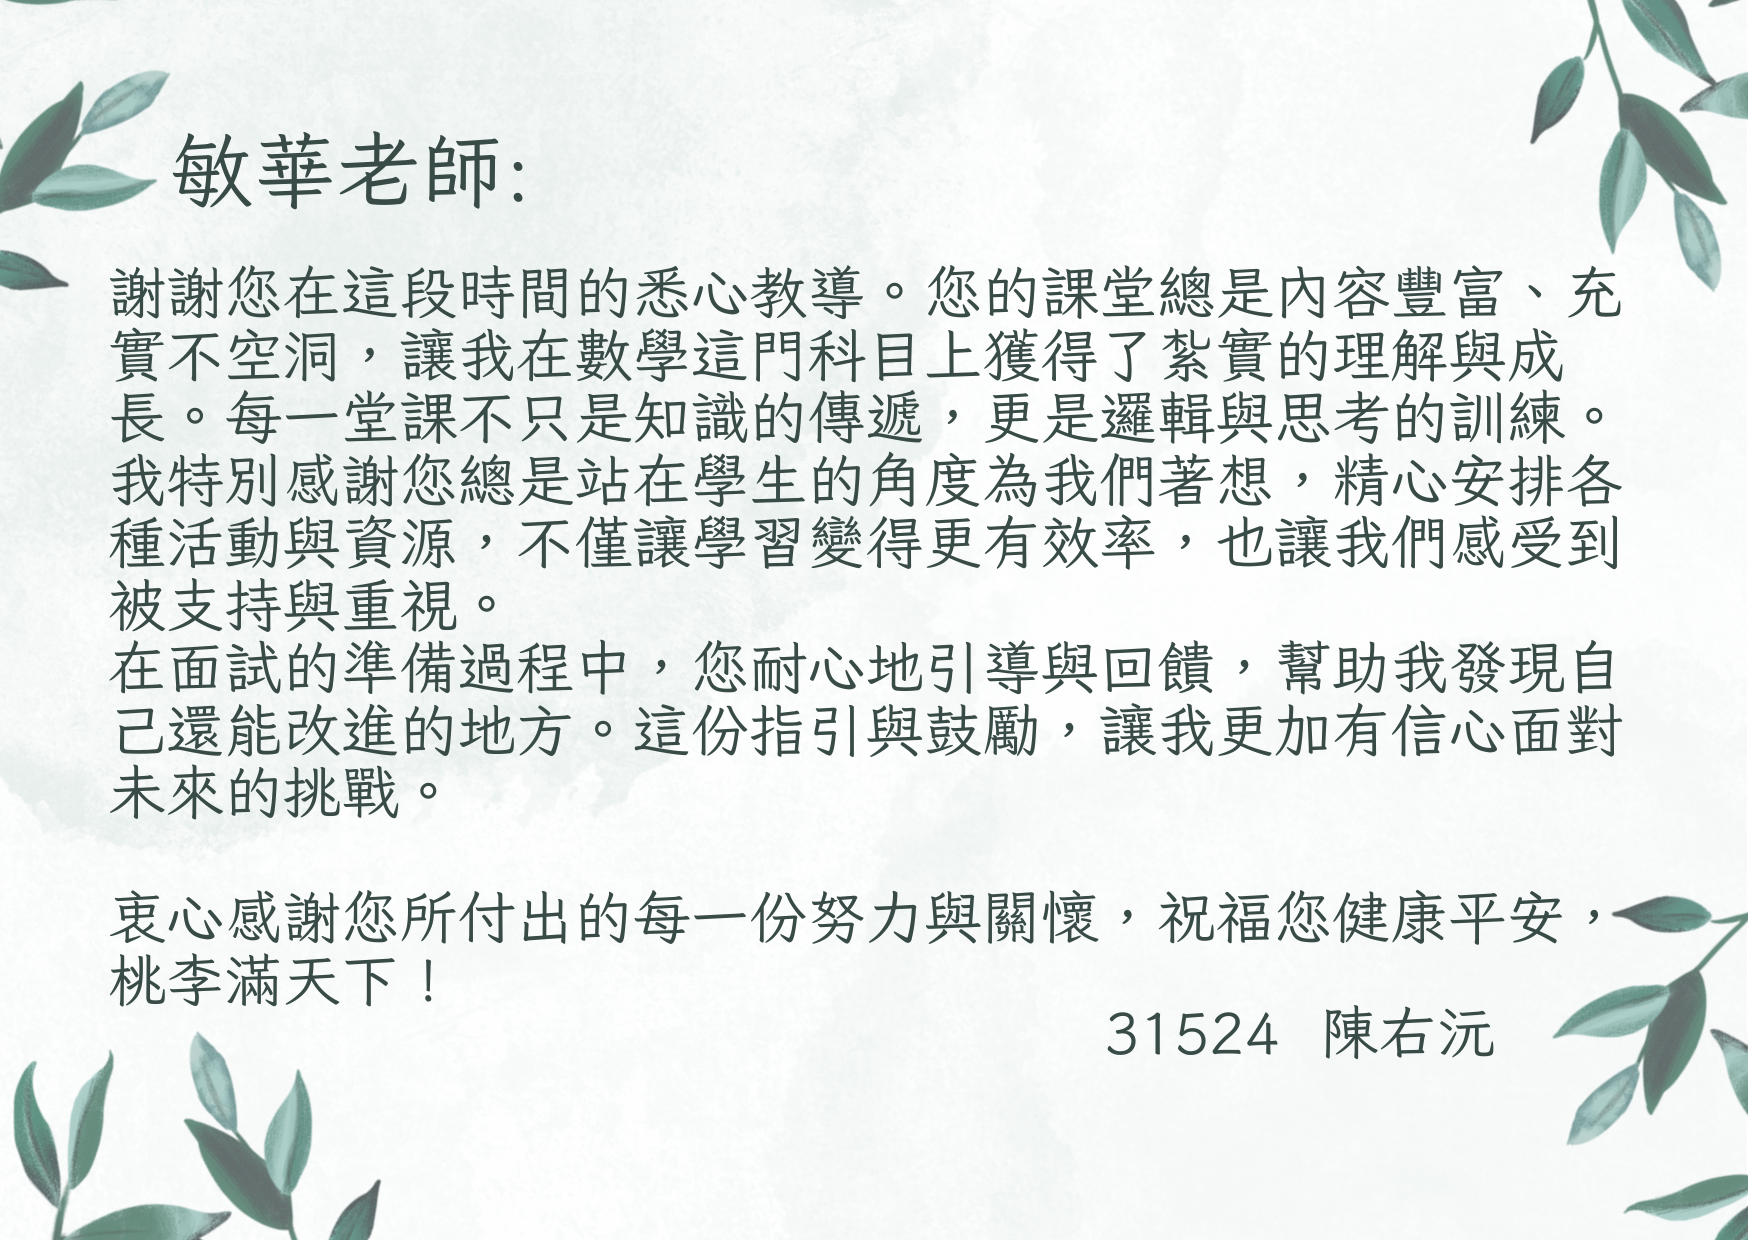 敏華老師:
謝謝您在這段時間的悉心教導。您的課堂總是內容豐富、充
實不空洞，讓我在數學這門科目上獲得了紮實的理解與成
長。每一堂課不只是知識的傳遞，更是邏輯與思考的訓練。
我特別感謝您總是站在學生的角度為我們著想，精心安排各
種活動與資源，不僅讓學習變得更有效率，也讓我們感受到
被支持與重視。
在面試的準備過程中，您耐心地引導與回饋，幫助我發現自
己還能改進的地方。這份指引與鼓勵，讓我更加有信心面對
未來的挑戰。
衷心感謝您所付出的每一份努力與關懷，祝福您健康平安，
桃李滿天下！
31524 陳右沅